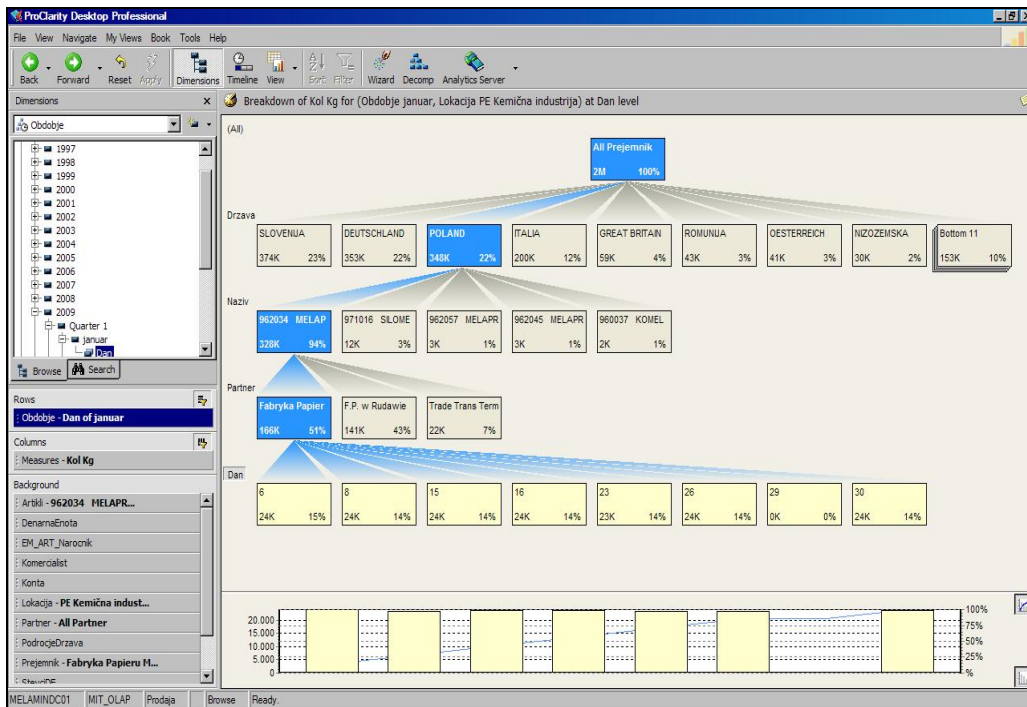 ProClarity Desktop Professional
File View Navigate My Views Book Tools Help
Back Forward Reset Apply Dimensions Timeline View Sort Filter Wizard Decomp Analytics Server
Dimensions
Breakdown of Kol Kg for (Obdobje januar, Lokacija PE Kemična industrija) at Dan level
Obdobje
1997
1998
1999
2000
2001
2002
2003
2004
2005
2006
2007
2008
2009
Quarter 1
januar
Dan
Browse Search
Rows
Obdobje - Dan of januar
Columns
Measures - Kol Kg
Background
Artikli - 962034 MELAPR...
DenarnaEnota
EM_ART_Narocnik
Komercialist
Konta
Lokacija - PE Kemična indust...
Partner - All Partner
PodrocjeDrzava
Prejemnik - Fabryka Papieru M...
StevciDE
(All)
All Prejemnik
2M 100%
Drzava
SLOVENIJA DEUTSCHLAND POLAND ITALIA GREAT BRITAIN ROMUNIJA OESTERREICH NIZOZEMSKA Bottom 11
374K 23% 353K 22% 348K 22% 200K 12% 59K 4% 43K 3% 41K 3% 30K 2% 153K 10%
Naziv
962034 MELAP 971016 SILOME 962057 MELAPR 962045 MELAPR 960037 KOMEL
328K 94% 12K 3% 3K 1% 3K 1% 2K 1%
Partner
Fabryka Papier F.P. w Rudawie Trade Trans Term
166K 51% 141K 43% 22K 7%
Dan
6 8 15 16 23 26 29 30
24K 15% 24K 14% 24K 14% 24K 14% 23K 14% 24K 14% 0K 0% 24K 14%
20.000
15.000
10.000
5.000
0
100%
75%
50%
25%
%
MELAMINDC01 MIT_OLAP Prodaja Browse Ready.